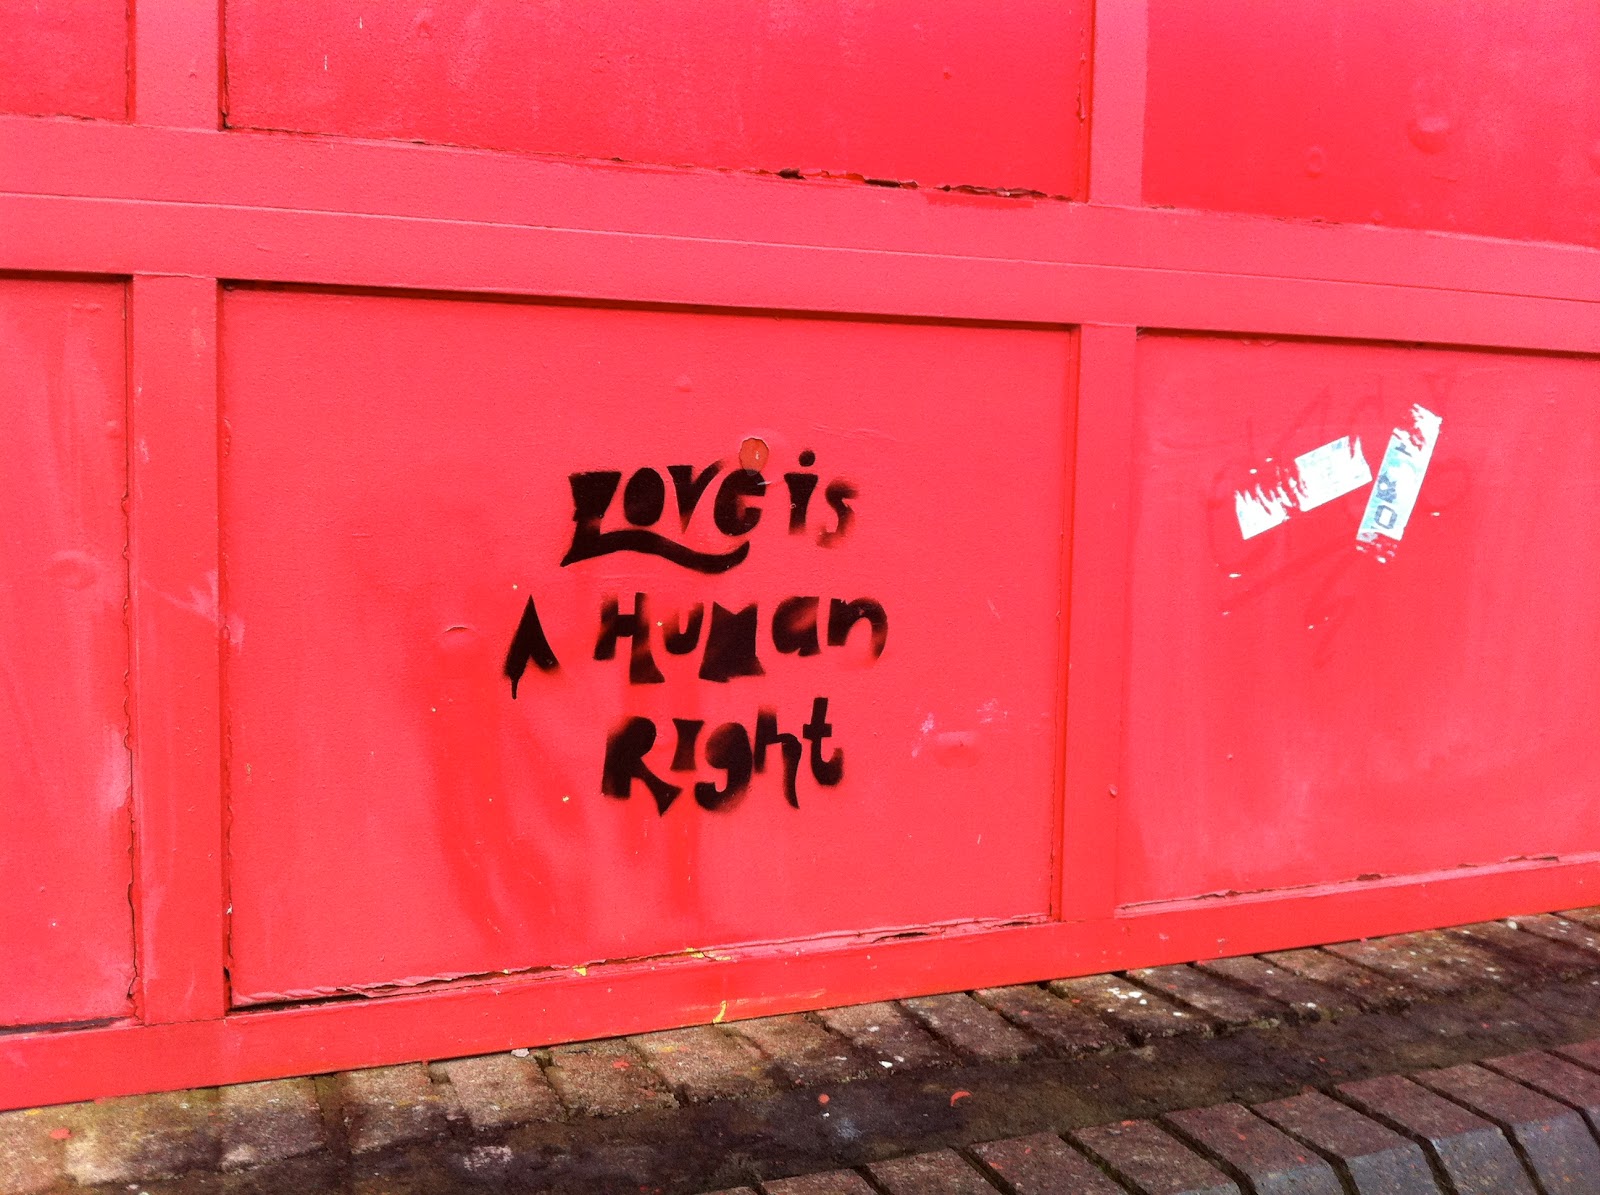 Love is
A Human
Right